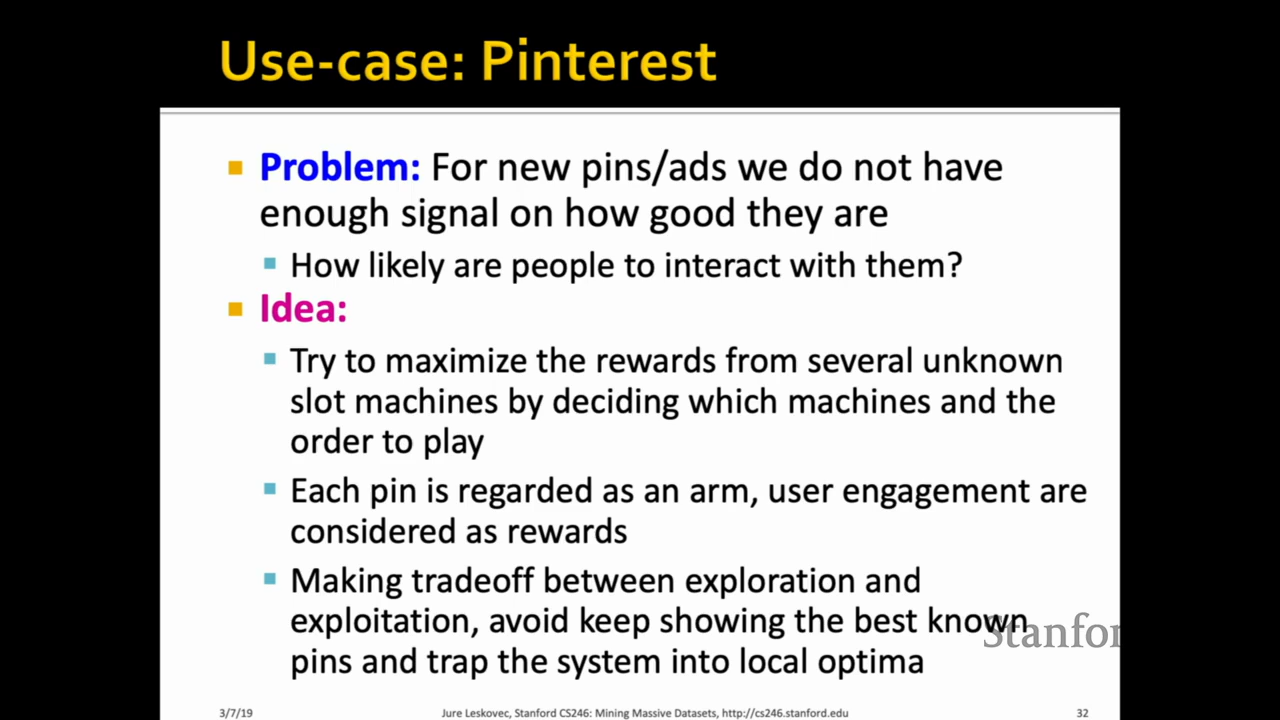 Use-case: Pinterest
Problem: For new pins/ads we do not have
enough signal on how good they are
How likely are people to interact with them?
Idea:
Try to maximize the rewards from several unknown
slot machines by deciding which machines and the
order to play
Each pin is regarded as an arm, user engagement are
considered as rewards
Making tradeoff between exploration and
exploitation, avoid keep showing the best known
pins and trap the system into local optima
Stanfor
3/7/19
Jure Leskovec, Stanford CS246: Mining Massive Datasets, http://cs246.stanford.edu
32